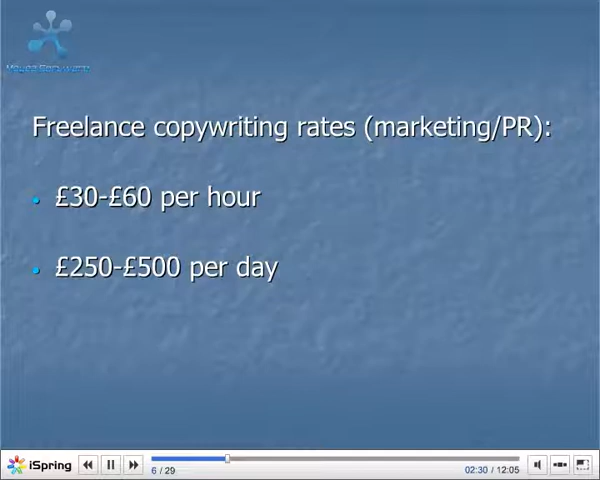 Freelance copywriting rates (marketing/PR):
• £30-£60 per hour
• £250-£500 per day
iSpring
6 / 29
02:30 / 12:05